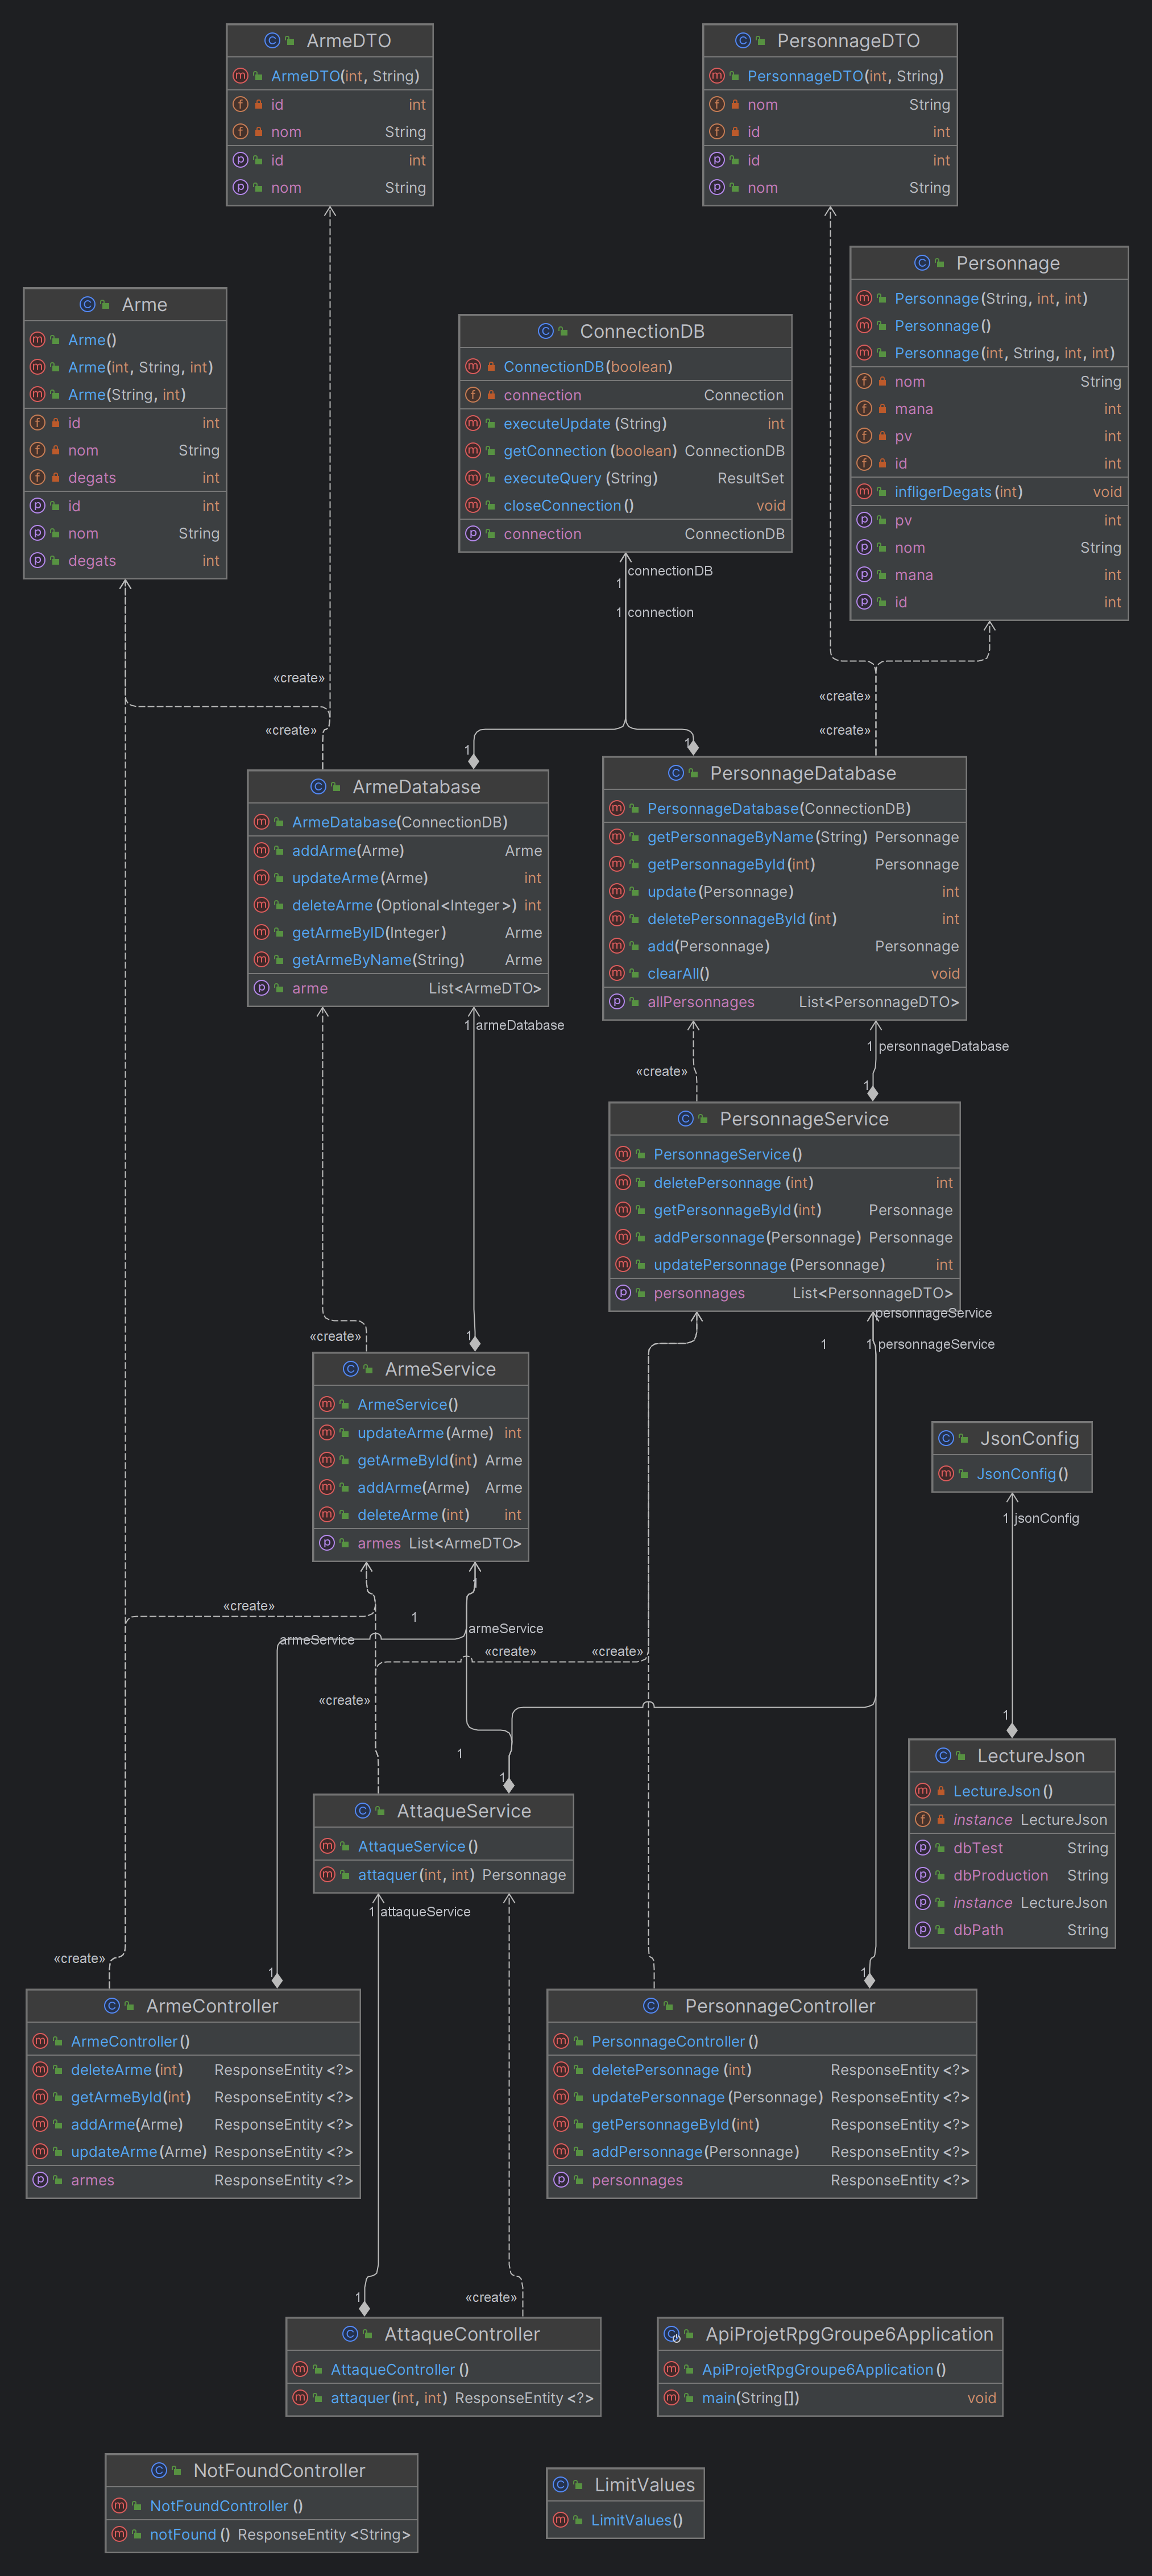 ArmeDTO
ArmeDTO(int, String)
id int
nom String
id int
nom String
PersonnageDTO
PersonnageDTO(int, String)
nom String
id int
id int
nom String
Personnage
Personnage(String, int, int)
Personnage()
Personnage(int, String, int, int)
nom String
mana int
pv int
id int
infligerDegats(int) void
pv int
nom String
mana int
id int
Arme
Arme()
Arme(int, String, int)
Arme(String, int)
id int
nom String
degats int
id int
nom String
degats int
ConnectionDB
ConnectionDB(boolean)
connection Connection
executeUpdate(String) int
getConnection(boolean) ConnectionDB
executeQuery(String) ResultSet
closeConnection() void
connection ConnectionDB
connectionDB
1
1 connection
«create»
«create»
«create»
«create»
1
1
ArmeDatabase
ArmeDatabase(ConnectionDB)
addArme(Arme) Arme
updateArme(Arme) int
deleteArme(Optional<Integer>) int
getArmeByID(Integer) Arme
getArmeByName(String) Arme
arme List<ArmeDTO>
PersonnageDatabase
PersonnageDatabase(ConnectionDB)
getPersonnageByName(String) Personnage
getPersonnageById(int) Personnage
update(Personnage) int
deletePersonnageById(int) int
add(Personnage) Personnage
clearAll() void
allPersonnages List<PersonnageDTO>
1 armeDatabase
1 personnageDatabase
«create»
1
PersonnageService
PersonnageService()
deletePersonnage(int) int
getPersonnageById(int) Personnage
addPersonnage(Personnage) Personnage
updatePersonnage(Personnage) int
personnages List<PersonnageDTO>
personnageService
1
1 personnageService
«create»
1
ArmeService
ArmeService()
updateArme(Arme) int
getArmeById(int) Arme
addArme(Arme) Arme
deleteArme(int) int
armes List<ArmeDTO>
JsonConfig
JsonConfig()
1 jsonConfig
1
1
«create»
1
armeService
armeService
«create»
«create»
«create»
1
1
1
LectureJson
LectureJson()
instance LectureJson
dbTest String
dbProduction String
instance LectureJson
dbPath String
AttaqueService
AttaqueService()
attaquer(int, int) Personnage
1 attaqueService
«create»
1
1
ArmeController
ArmeController()
deleteArme(int) ResponseEntity<?>
getArmeById(int) ResponseEntity<?>
addArme(Arme) ResponseEntity<?>
updateArme(Arme) ResponseEntity<?>
armes ResponseEntity<?>
PersonnageController
PersonnageController()
deletePersonnage(int) ResponseEntity<?>
updatePersonnage(Personnage) ResponseEntity<?>
getPersonnageById(int) ResponseEntity<?>
addPersonnage(Personnage) ResponseEntity<?>
personnages ResponseEntity<?>
1
«create»
AttaqueController
AttaqueController()
attaquer(int, int) ResponseEntity<?>
ApiProjetRpgGroupe6Application
ApiProjetRpgGroupe6Application()
main(String[]) void
NotFoundController
NotFoundController()
notFound() ResponseEntity<String>
LimitValues
LimitValues()